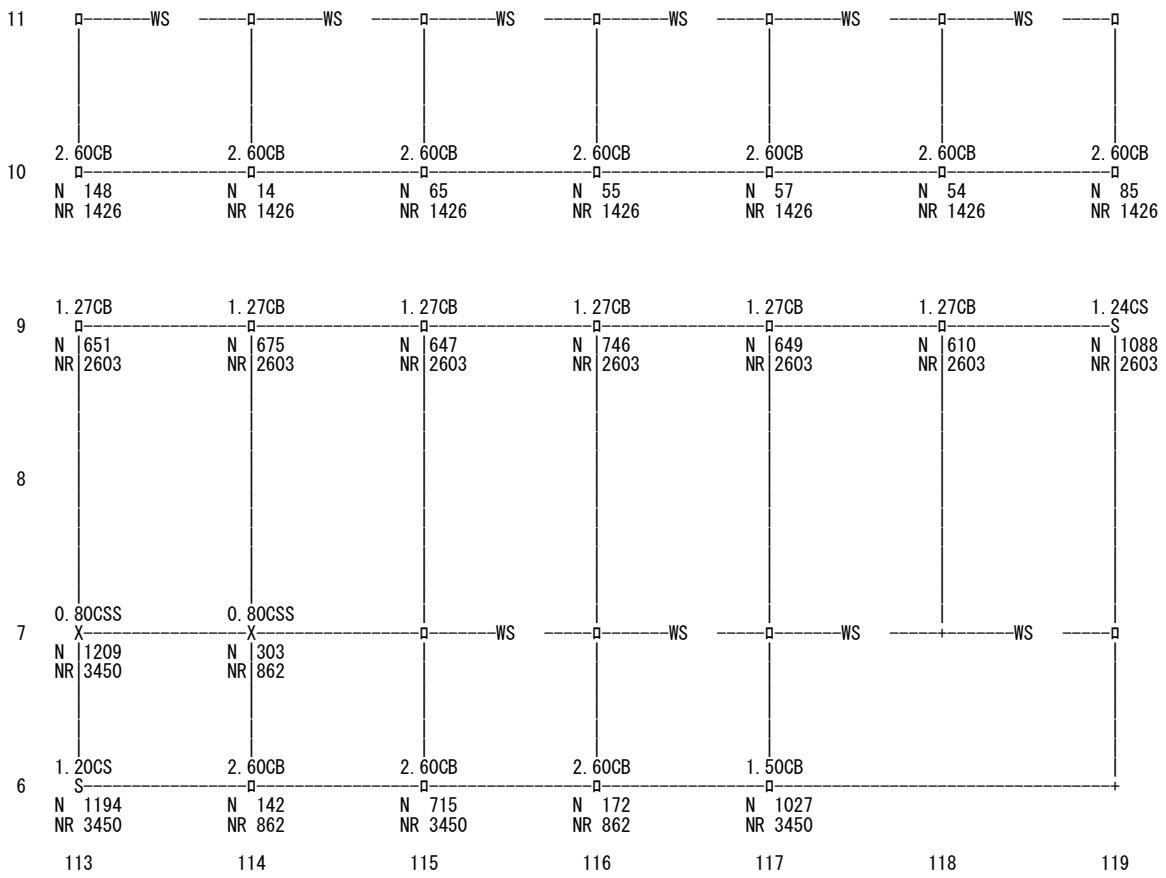 11 WS WS WS WS WS WS
2.60CB 2.60CB 2.60CB 2.60CB 2.60CB 2.60CB 2.60CB
10
N 148 N 14 N 65 N 55 N 57 N 54 N 85
NR 1426 NR 1426 NR 1426 NR 1426 NR 1426 NR 1426 NR 1426
1.27CB 1.27CB 1.27CB 1.27CB 1.27CB 1.27CB 1.24CS
9 S
N 651 N 675 N 647 N 746 N 649 N 610 N 1088
NR 2603 NR 2603 NR 2603 NR 2603 NR 2603 NR 2603 NR 2603
8
0.80CSS 0.80CSS
7 X X WS WS WS WS
N 1209 N 303
NR 3450 NR 862
1.20CS 2.60CB 2.60CB 2.60CB 1.50CB
6 S
N 1194 N 142 N 715 N 172 N 1027
NR 3450 NR 862 NR 3450 NR 862 NR 3450
113 114 115 116 117 118 119